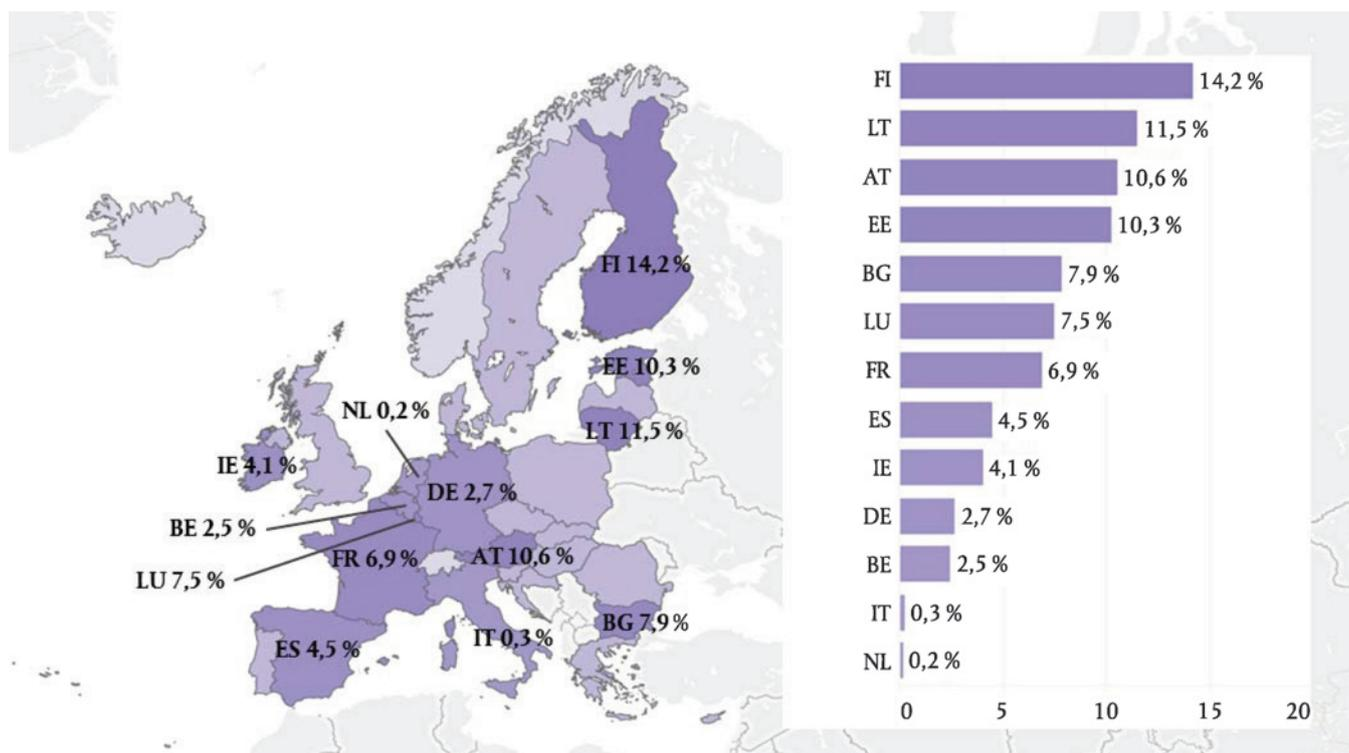 FI 14,2 %
EE 10,3 %
NL 0,2 %
LT 11,5 %
IE 4,1 %
DE 2,7 %
BE 2,5 %
FR 6,9 %
AT 10,6 %
LU 7,5 %
BG 7,9 %
IT 0,3 %
ES 4,5 %
FI 14,2 %
LT 11,5 %
AT 10,6 %
EE 10,3 %
BG 7,9 %
LU 7,5 %
FR 6,9 %
ES 4,5 %
IE 4,1 %
DE 2,7 %
BE 2,5 %
IT 0,3 %
NL 0,2 %
0 5 10 15 20